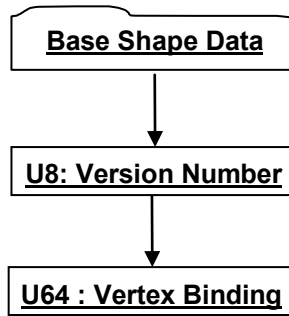 Base Shape Data
U8: Version Number
U64 : Vertex Binding